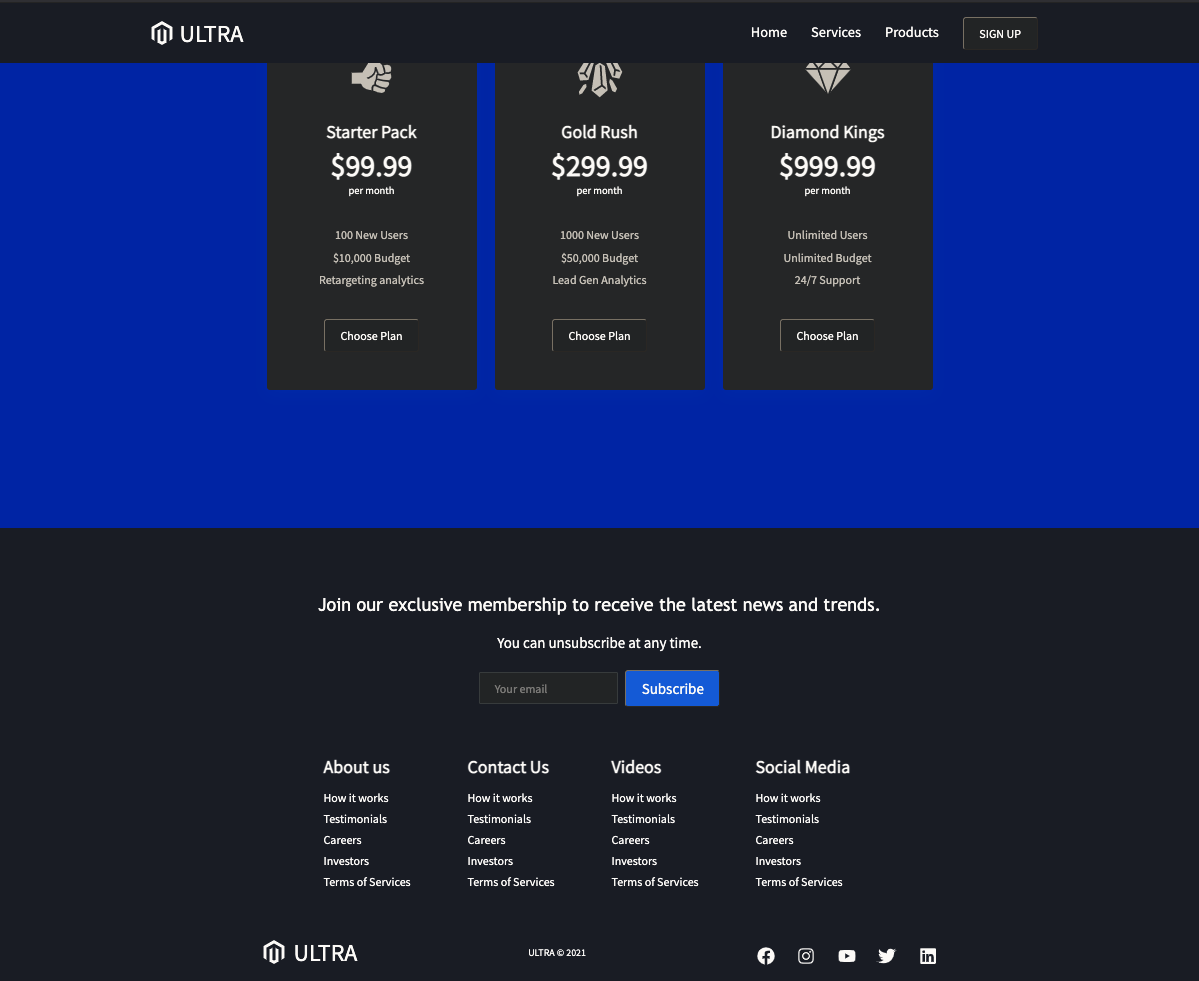 ULTRA
Home Services Products SIGN UP
Starter Pack
$99.99
per month
100 New Users
$10,000 Budget
Retargeting analytics
Choose Plan
Gold Rush
$299.99
per month
1000 New Users
$50,000 Budget
Lead Gen Analytics
Choose Plan
Diamond Kings
$999.99
per month
Unlimited Users
Unlimited Budget
24/7 Support
Choose Plan
Join our exclusive membership to receive the latest news and trends.
You can unsubscribe at any time.
Your email
Subscribe
About us
How it works
Testimonials
Careers
Investors
Terms of Services
Contact Us
How it works
Testimonials
Careers
Investors
Terms of Services
Videos
How it works
Testimonials
Careers
Investors
Terms of Services
Social Media
How it works
Testimonials
Careers
Investors
Terms of Services
ULTRA
ULTRA © 2021